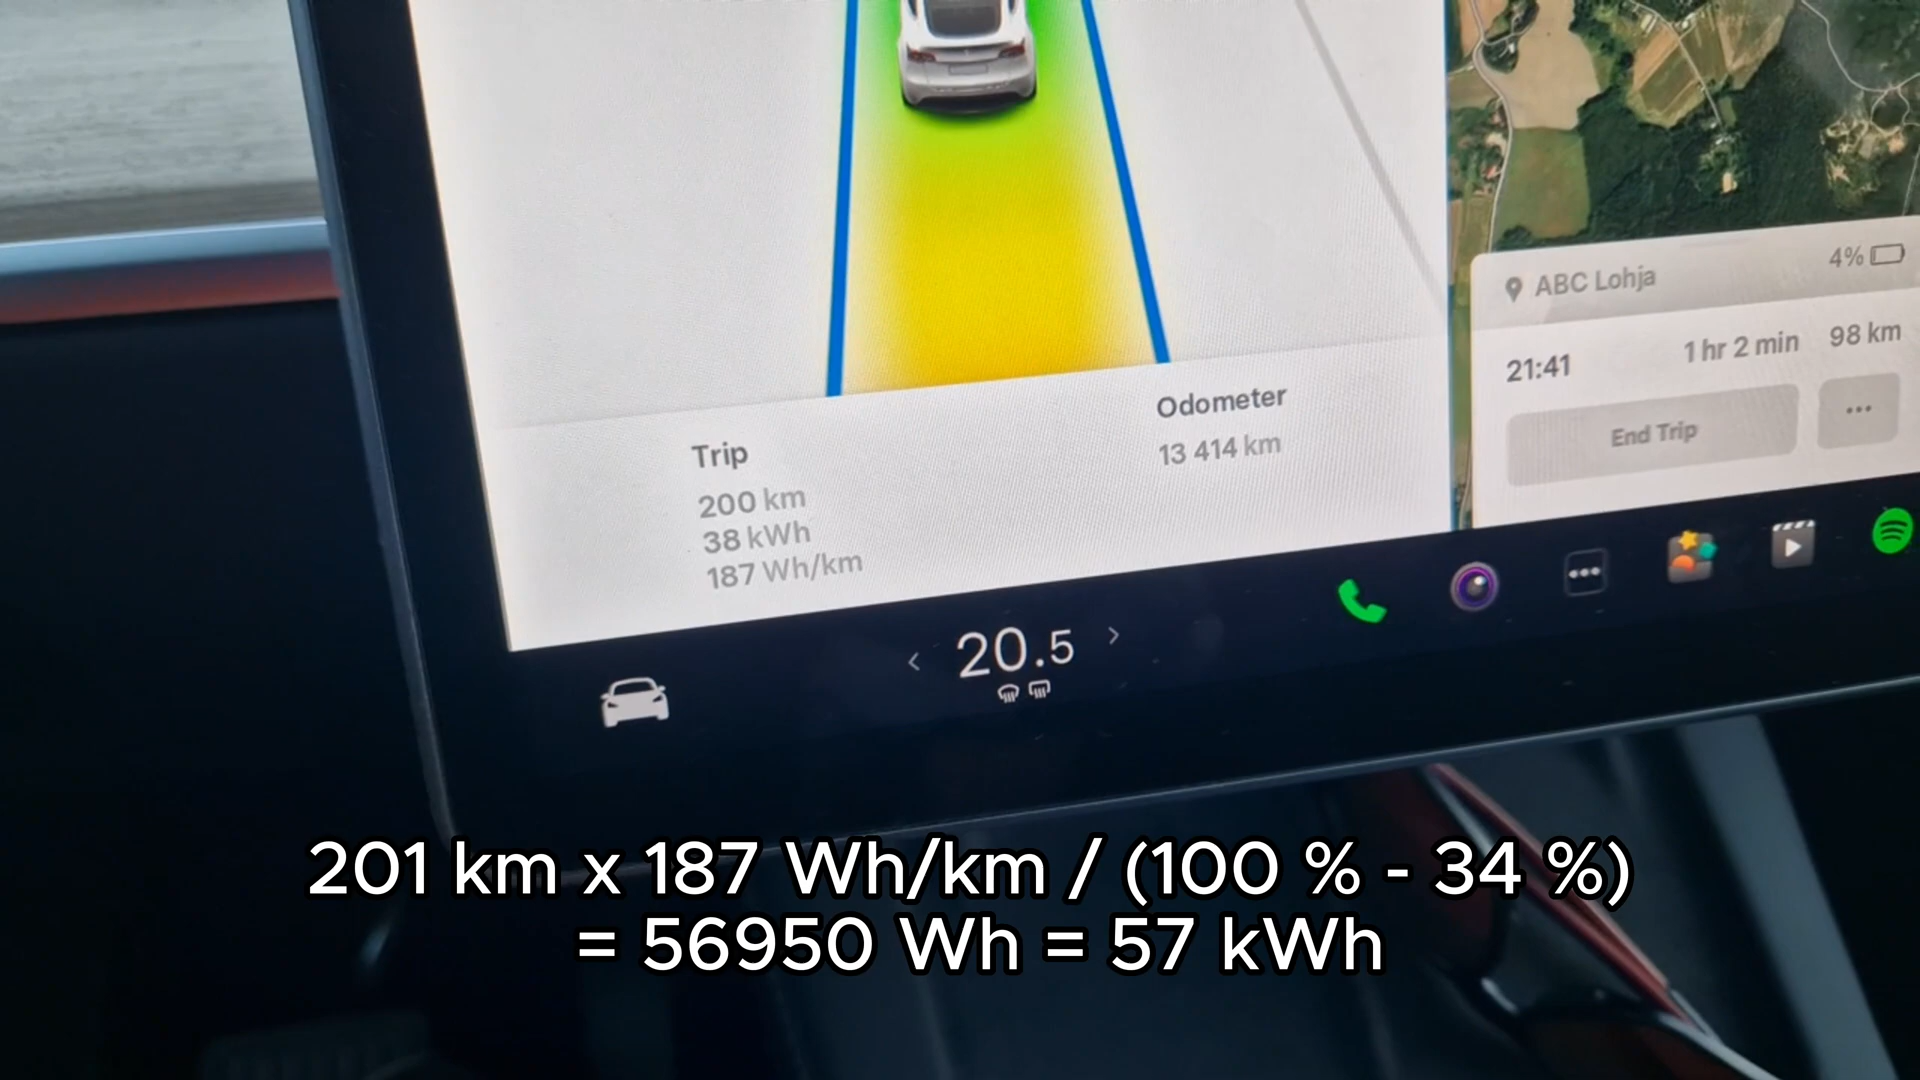 ABC Lohja
4%
21:41
1 hr 2 min
98 km
End Trip
Odometer
13 414 km
Trip
200 km
38 kWh
187 Wh/km
20.5
201 km x 187 Wh/km / (100 % - 34 %)
= 56950 Wh = 57 kWh